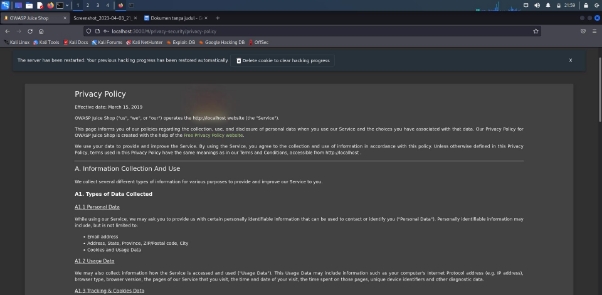 1 2 3 4
21:59
OWASP Juice Shop
Screenshot_2023-04-03_21
Dokumen tanpa judul - G
localhost:3000/#/privacy-security/privacy-policy
Kali Linux Kali Tools Kali Docs Kali Forums Kali NetHunter Exploit-DB Google Hacking DB OffSec
The server has been restarted. Your previous hacking progress has been restored automatically. Delete cookie to clear hacking progress X
Privacy Policy
Effective date: March 15, 2019
OWASP Juice Shop ("us", "we", or "our") operates the http://localhost website (the "Service").
This page informs you of our policies regarding the collection, use, and disclosure of personal data when you use our Service and the choices you have associated with that data. Our Privacy Policy for
OWASP Juice Shop is created with the help of the Free Privacy Policy website.
We use your data to provide and improve the Service. By using the Service, you agree to the collection and use of information in accordance with this policy. Unless otherwise defined in this Privacy
Policy, terms used in this Privacy Policy have the same meanings as in our Terms and Conditions, accessible from http://localhost .
A. Information Collection And Use
We collect several different types of information for various purposes to provide and improve our Service to you.
A1. Types of Data Collected
A1.1 Personal Data
While using our Service, we may ask you to provide us with certain personally identifiable information that can be used to contact or identify you ("Personal Data"). Personally identifiable information may
include, but is not limited to:
• Email address
• Address, State, Province, ZIP/Postal code, City
• Cookies and Usage Data
A1.2 Usage Data
We may also collect information how the Service is accessed and used ("Usage Data"). This Usage Data may include information such as your computer's Internet Protocol address (e.g. IP address),
browser type, browser version, the pages of our Service that you visit, the time and date of your visit, the time spent on those pages, unique device identifiers and other diagnostic data.
A1.3 Tracking & Cookies Data